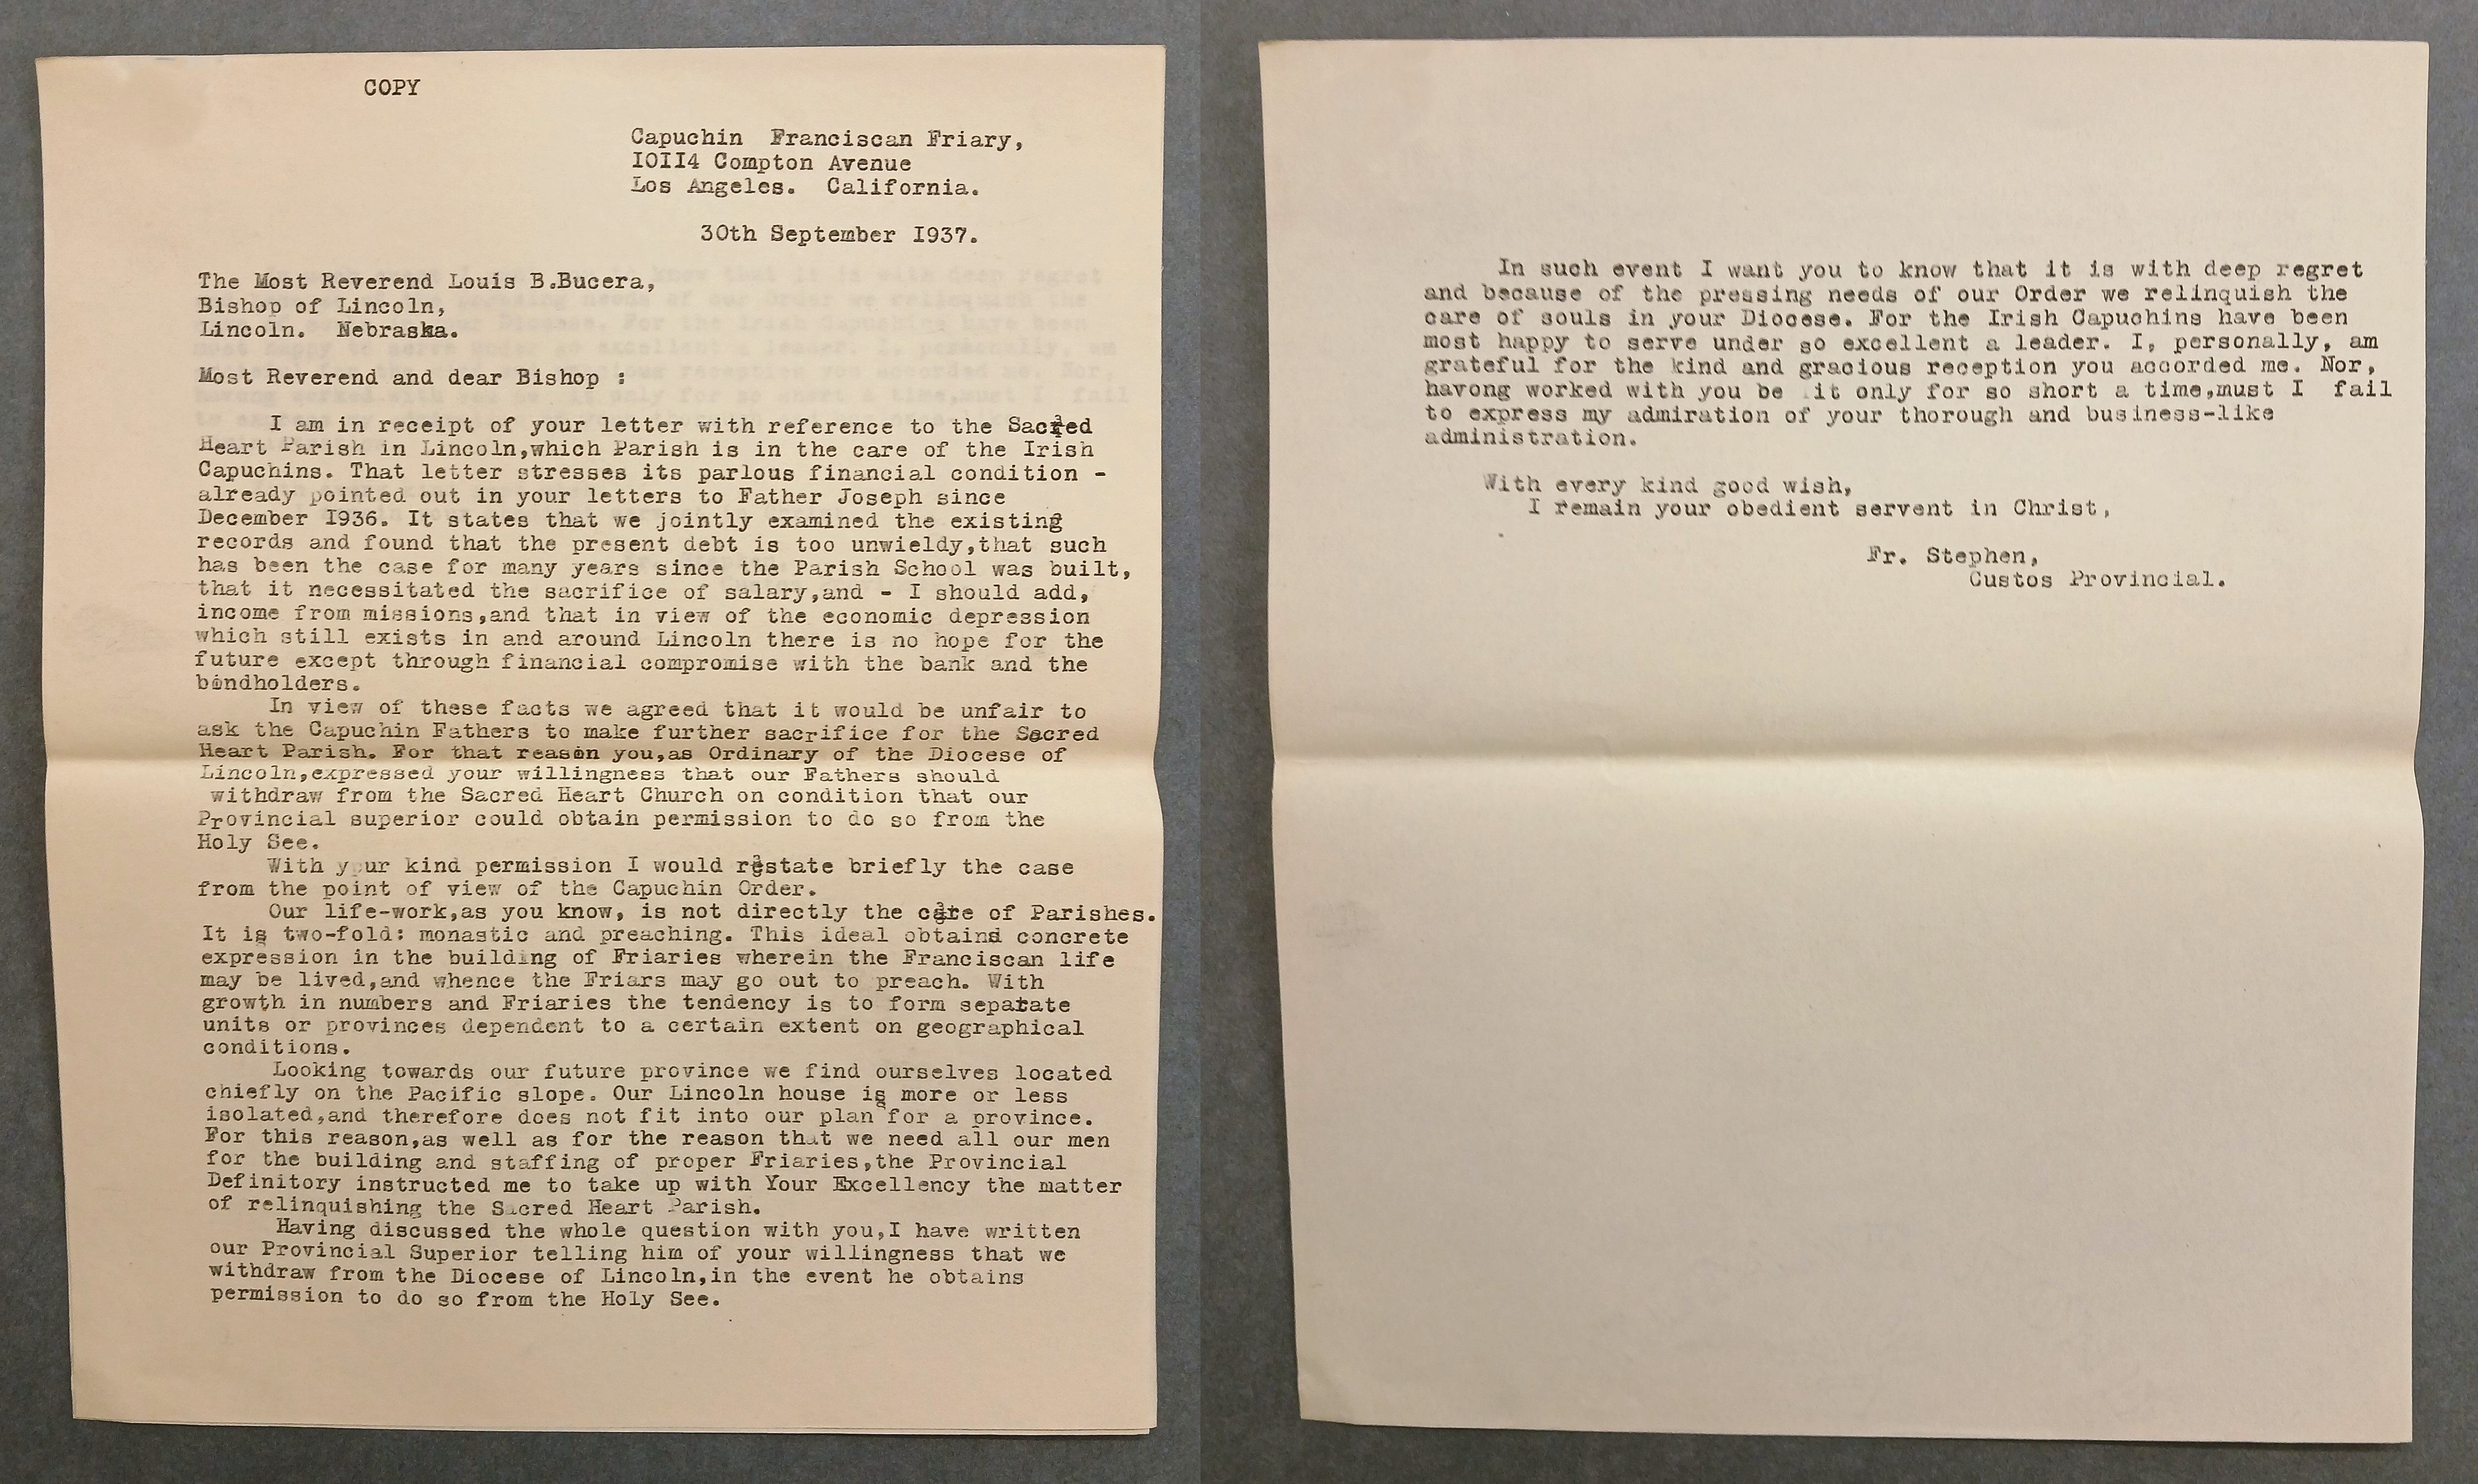 COPY
Capuchin Franciscan Friary,
IOII4 Compton Avenue
Los Angeles. California.
30th September I937.
The Most Reverend Louis B.Bucera,
Bishop of Lincoln,
Lincoln. Nebraska.
Most Reverend and dear Bishop :
I am in receipt of your letter with reference to the Sacred
Heart Parish in Lincoln,which Parish is in the care of the Irish
Capuchins. That letter stresses its parlous financial condition -
already pointed out in your letters to Father Joseph since
December I936. It states that we jointly examined the existing
records and found that the present debt is too unwieldy,that such
has been the case for many years since the Parish School was built,
that it necessitated the sacrifice of salary,and - I should add,
income from missions,and that in view of the economic depression
which still exists in and around Lincoln there is no hope for the
future except through financial compromise with the bank and the
bondholders.
In view of these facts we agreed that it would be unfair to
ask the Capuchin Fathers to make further sacrifice for the Sacred
Heart Parish. For that reason you,as Ordinary of the Diocese of
Lincoln,expressed your willingness that our Fathers should
withdraw from the Sacred Heart Church on condition that our
Provincial superior could obtain permission to do so from the
Holy See.
With your kind permission I would restate briefly the case
from the point of view of the Capuchin Order.
Our life-work,as you know, is not directly the care of Parishes.
It is two-fold: monastic and preaching. This ideal obtains concrete
expression in the building of Friaries wherein the Franciscan life
may be lived,and whence the Friars may go out to preach. With
growth in numbers and Friaries the tendency is to form separate
units or provinces dependent to a certain extent on geographical
conditions.
Looking towards our future province we find ourselves located
chiefly on the Pacific slope. Our Lincoln house is more or less
isolated,and therefore does not fit into our plan for a province.
For this reason,as well as for the reason that we need all our men
for the building and staffing of proper Friaries,the Provincial
Definitory instructed me to take up with Your Excellency the matter
of relinquishing the Sacred Heart Parish.
Having discussed the whole question with you,I have written
our Provincial Superior telling him of your willingness that we
withdraw from the Diocese of Lincoln,in the event he obtains
permission to do so from the Holy See.
In such event I want you to know that it is with deep regret
and because of the pressing needs of our Order we relinquish the
care of souls in your Diocese. For the Irish Capuchins have been
most happy to serve under so excellent a leader. I, personally, am
grateful for the kind and gracious reception you accorded me. Nor,
havong worked with you be it only for so short a time,must I fail
to express my admiration of your thorough and business-like
administration.
With every kind good wish,
I remain your obedient servent in Christ,
Fr. Stephen,
Custos Provincial.